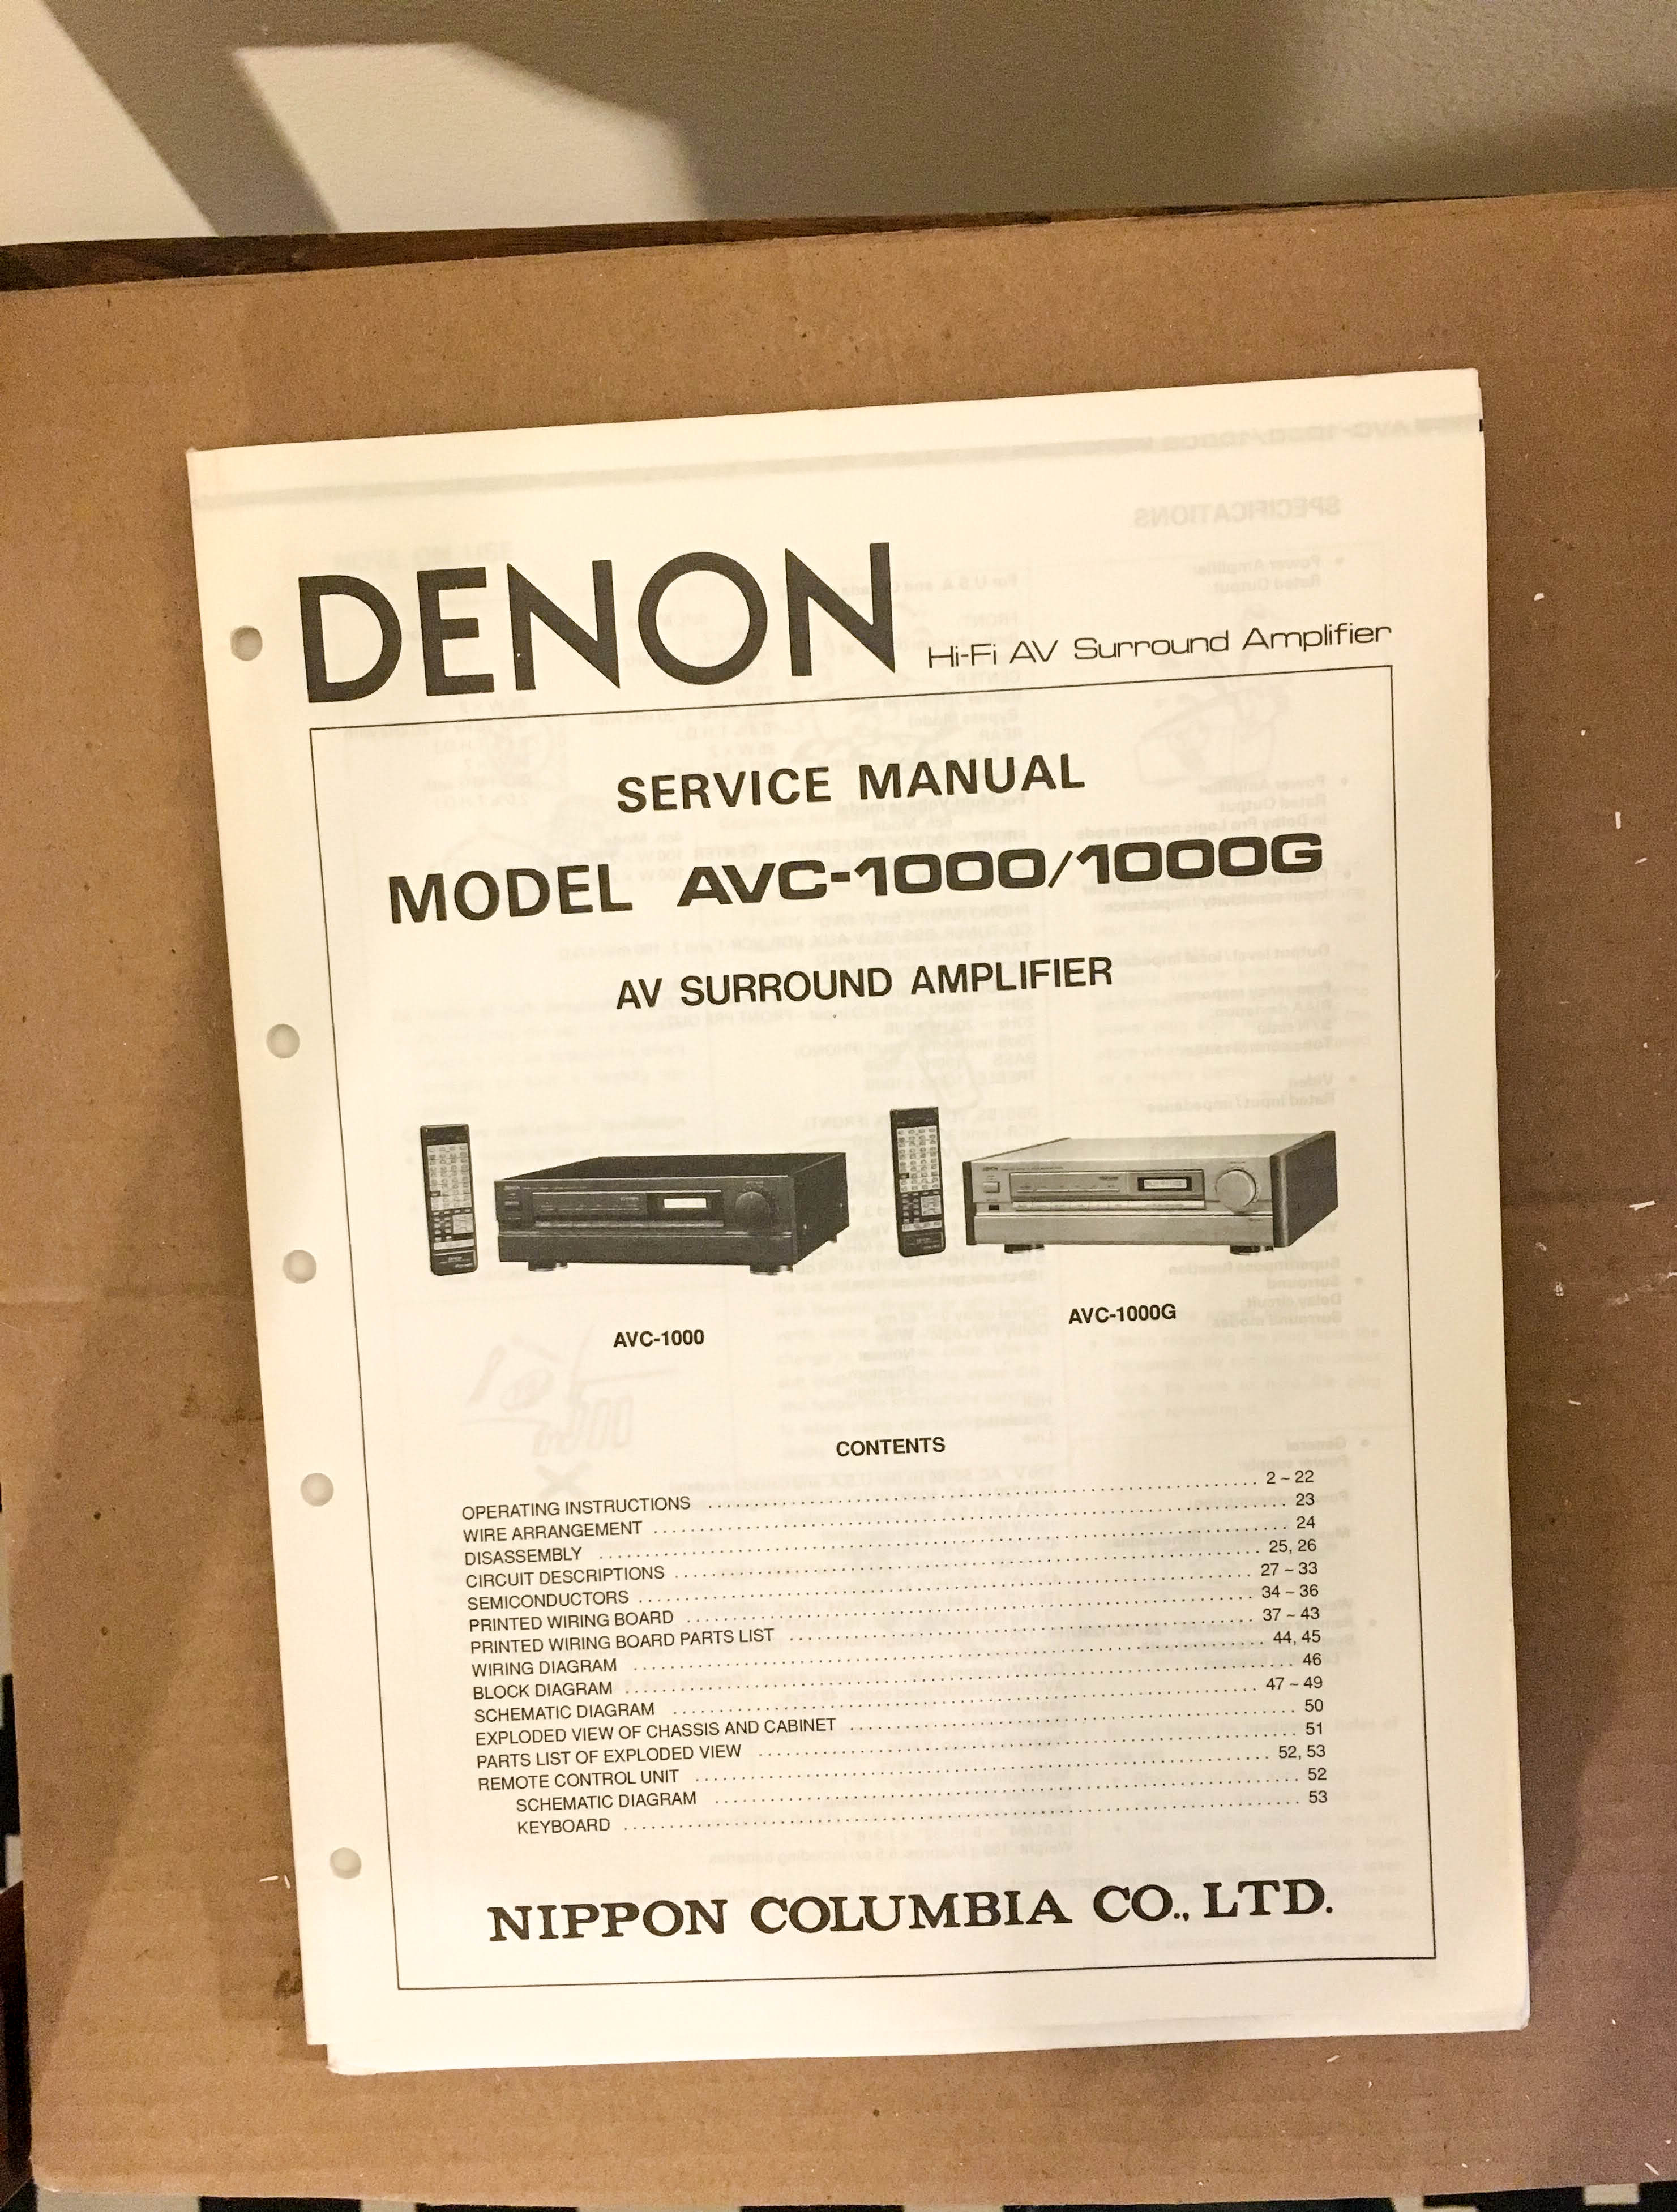 DENON Hi-Fi AV Surround Amplifier
SERVICE MANUAL
MODEL AVC-1000/1000G
AV SURROUND AMPLIFIER
AVC-1000
AVC-1000G
CONTENTS
OPERATING INSTRUCTIONS 2 ~ 22
WIRE ARRANGEMENT 23
DISASSEMBLY 24
CIRCUIT DESCRIPTIONS 25, 26
SEMICONDUCTORS 27 ~ 33
PRINTED WIRING BOARD 34 ~ 36
PRINTED WIRING BOARD PARTS LIST 37 ~ 43
WIRING DIAGRAM 44, 45
BLOCK DIAGRAM 46
SCHEMATIC DIAGRAM 47 ~ 49
EXPLODED VIEW OF CHASSIS AND CABINET 50
PARTS LIST OF EXPLODED VIEW 51
REMOTE CONTROL UNIT 52, 53
SCHEMATIC DIAGRAM 52
KEYBOARD 53
NIPPON COLUMBIA CO., LTD.